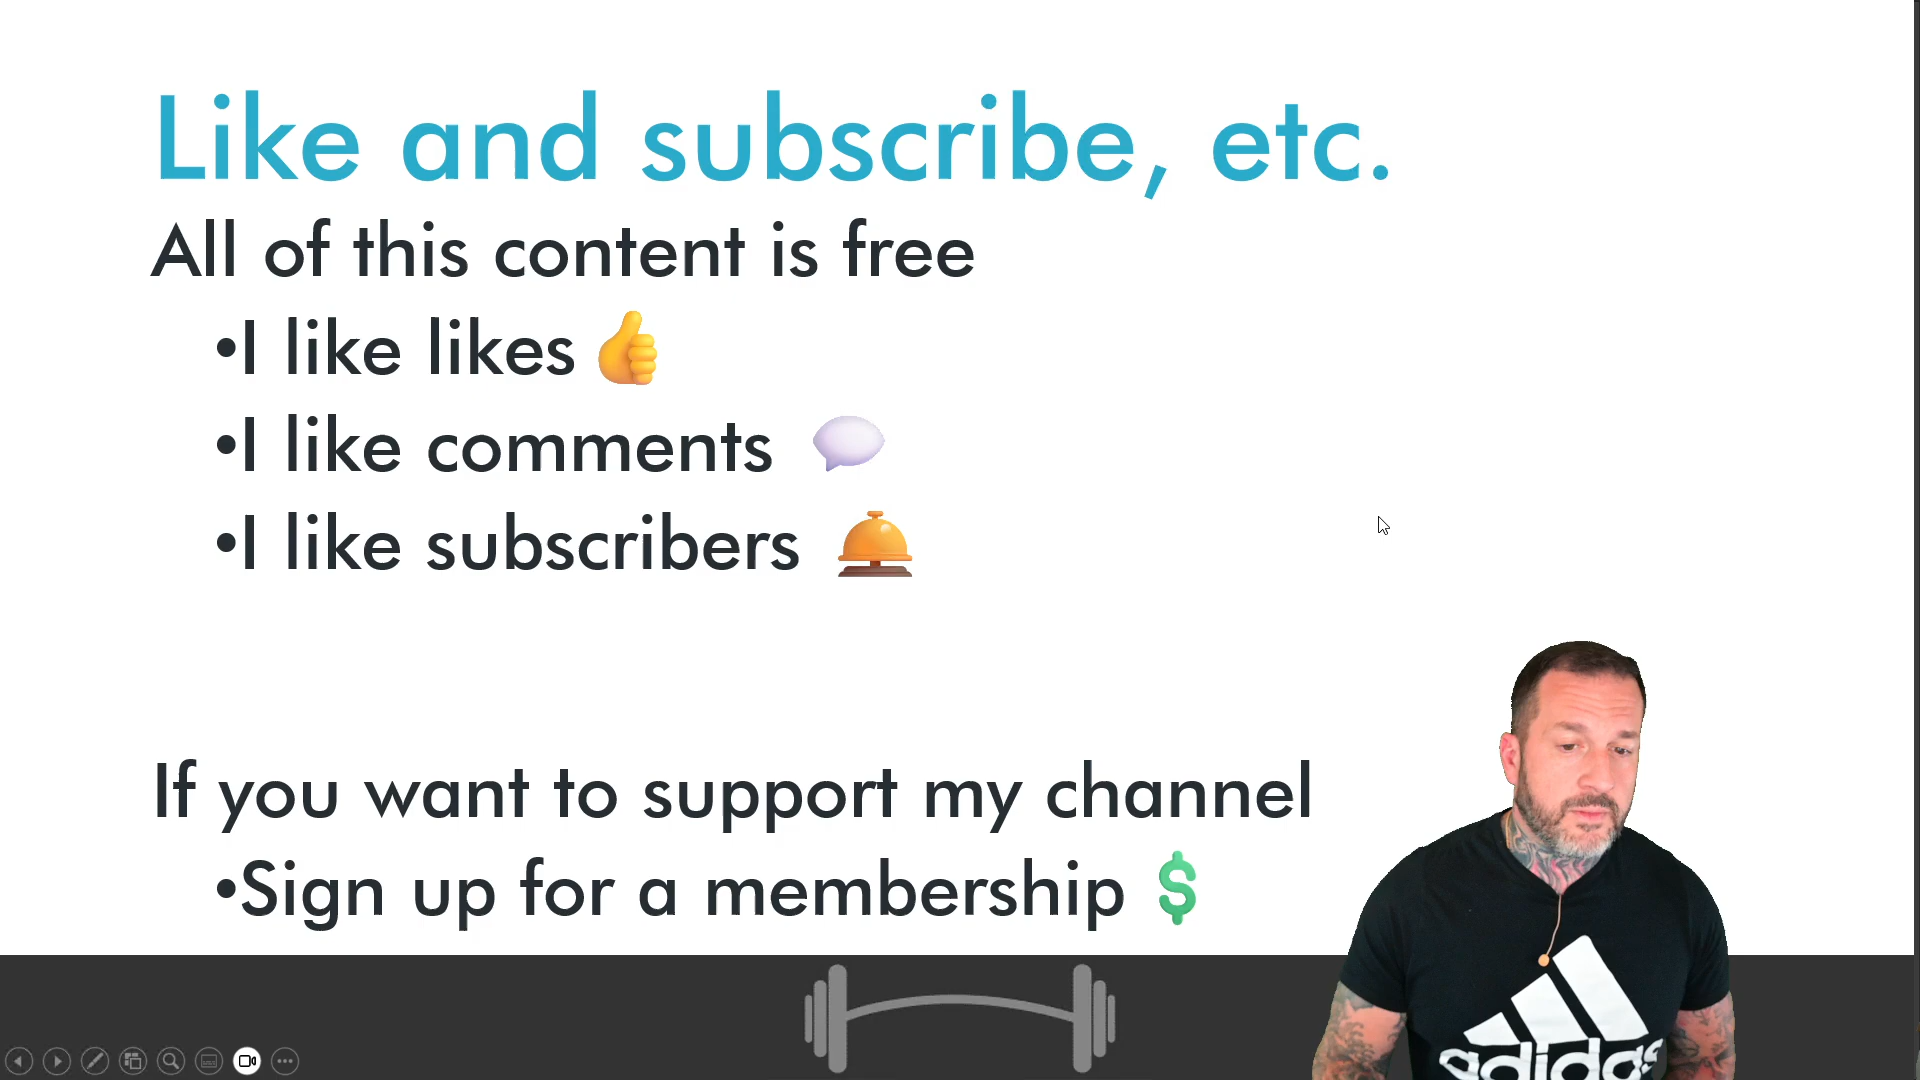 Like and subscribe, etc.
All of this content is free
•I like likes 👍
•I like comments 💬
•I like subscribers 🛎️
If you want to support my channel
•Sign up for a membership 💲
adidas